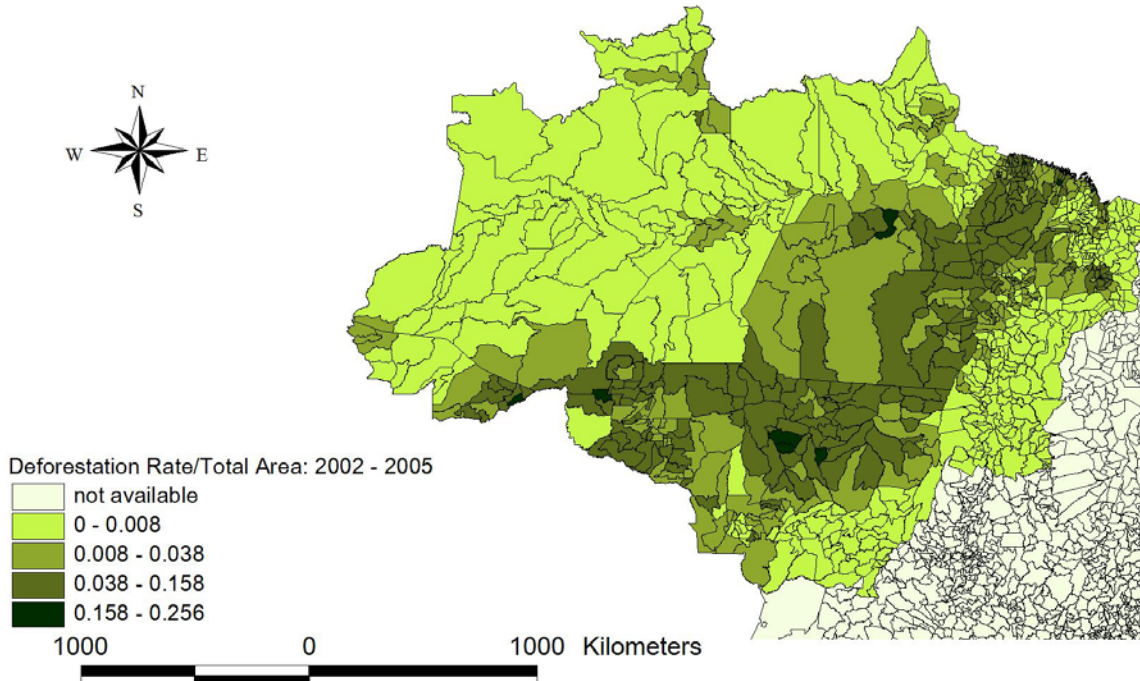 N
W E
S
Deforestation Rate/Total Area: 2002 - 2005
not available
0 - 0.008
0.008 - 0.038
0.038 - 0.158
0.158 - 0.256
1000 0 1000 Kilometers